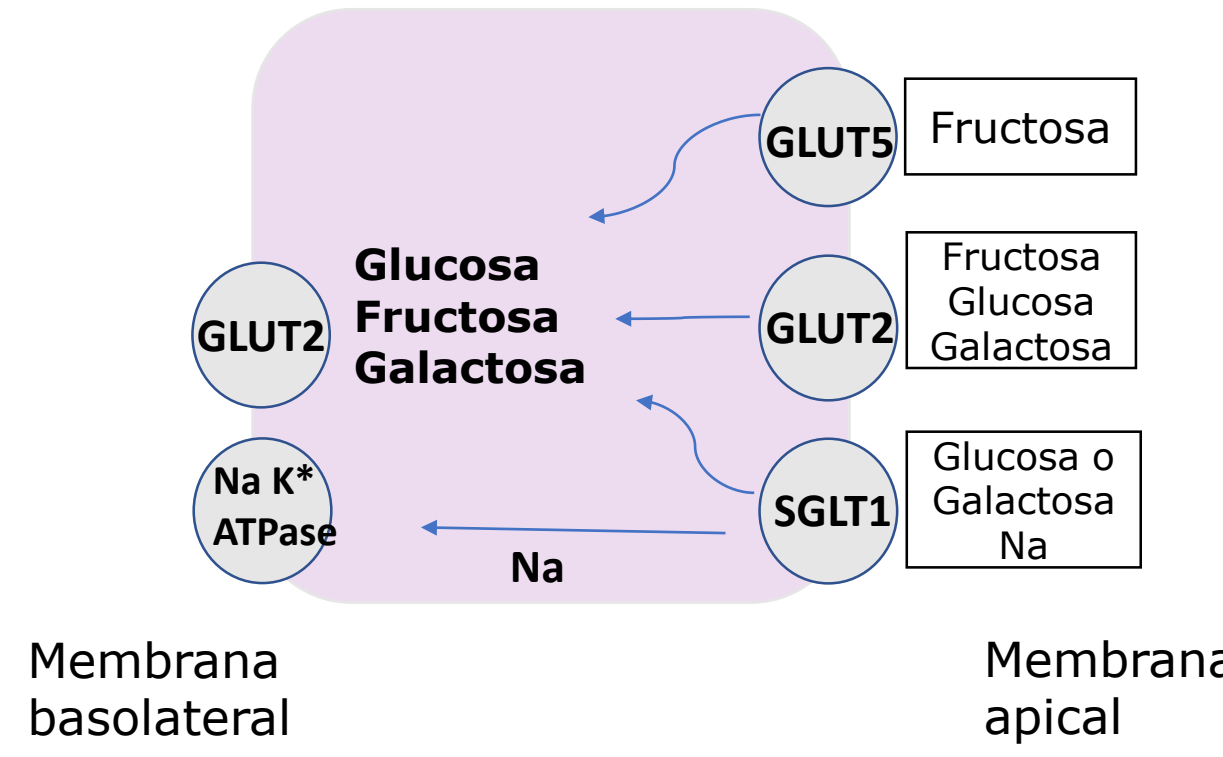 GLUT5
Fructosa
Fructosa
Glucosa
Galactosa
GLUT2
Glucosa
Fructosa
Galactosa
GLUT2
Na K*
ATPase
SGLT1
Glucosa o
Galactosa
Na
Na
Membrana
basolateral
Membrana
apical